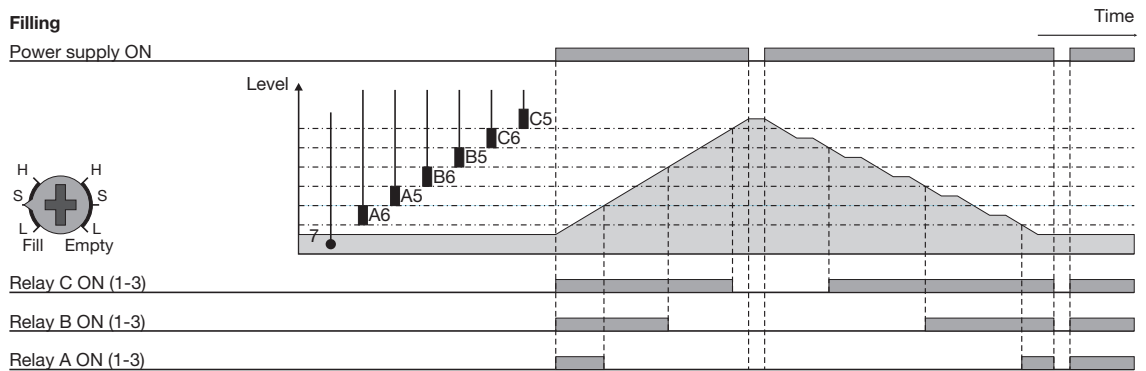 Filling
Time
Power supply ON
Level
C5
C6
B5
B6
A5
A6
7
H H
S S
L L
Fill Empty
Relay C ON (1-3)
Relay B ON (1-3)
Relay A ON (1-3)